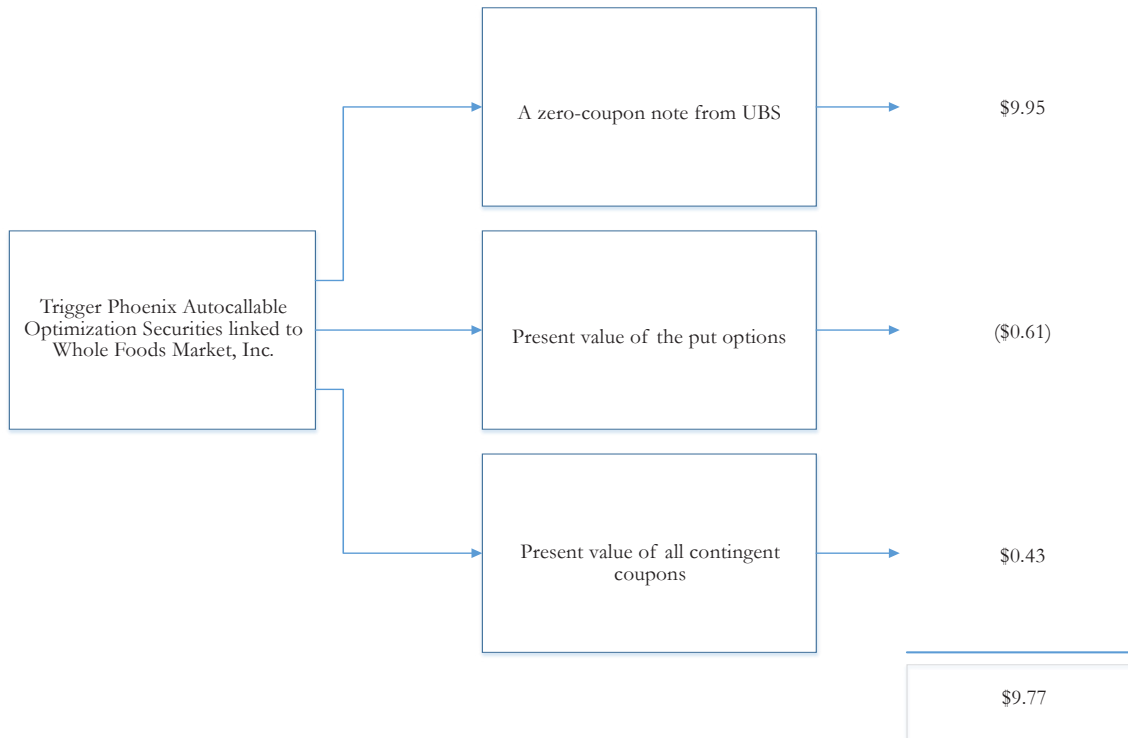 A zero-coupon note from UBS
$9.95
Trigger Phoenix Autocallable
Optimization Securities linked to
Whole Foods Market, Inc.
Present value of the put options
($0.61)
Present value of all contingent
coupons
$0.43
$9.77